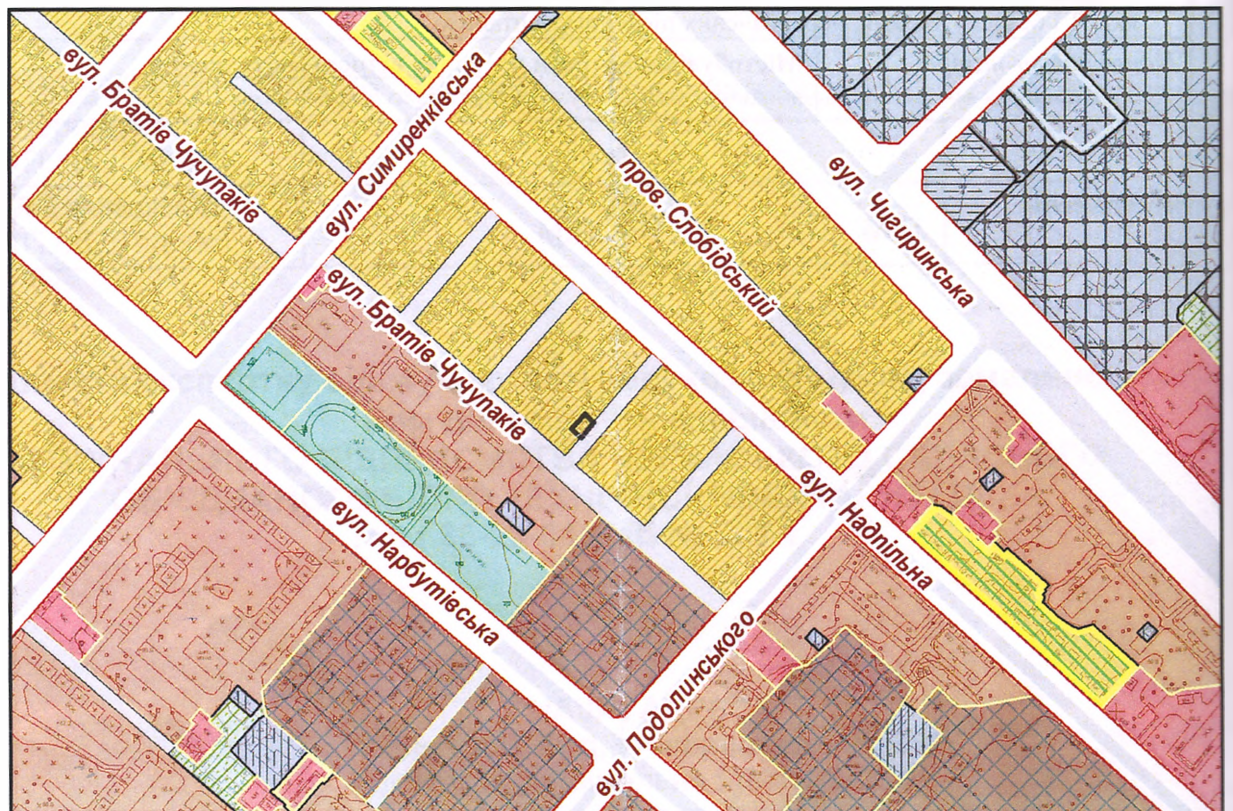 вул. Братів Чучупаків
вул. Симиренківська
пров. Слобідський
вул. Чигиринська
вул. Братів Чучупаків
вул. Нарбутівська
вул. Надпільна
вул. Подолинського